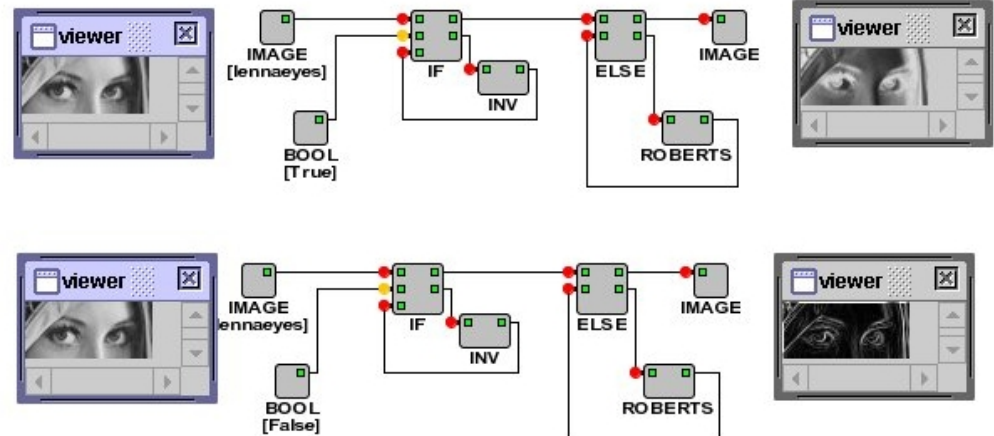 viewer
IMAGE
[lennaeyes]
IF
INV
BOOL
[True]
ELSE
ROBERTS
IMAGE
viewer
viewer
IMAGE
ennaeyes]
IF
INV
BOOL
[False]
ELSE
ROBERTS
IMAGE
viewer